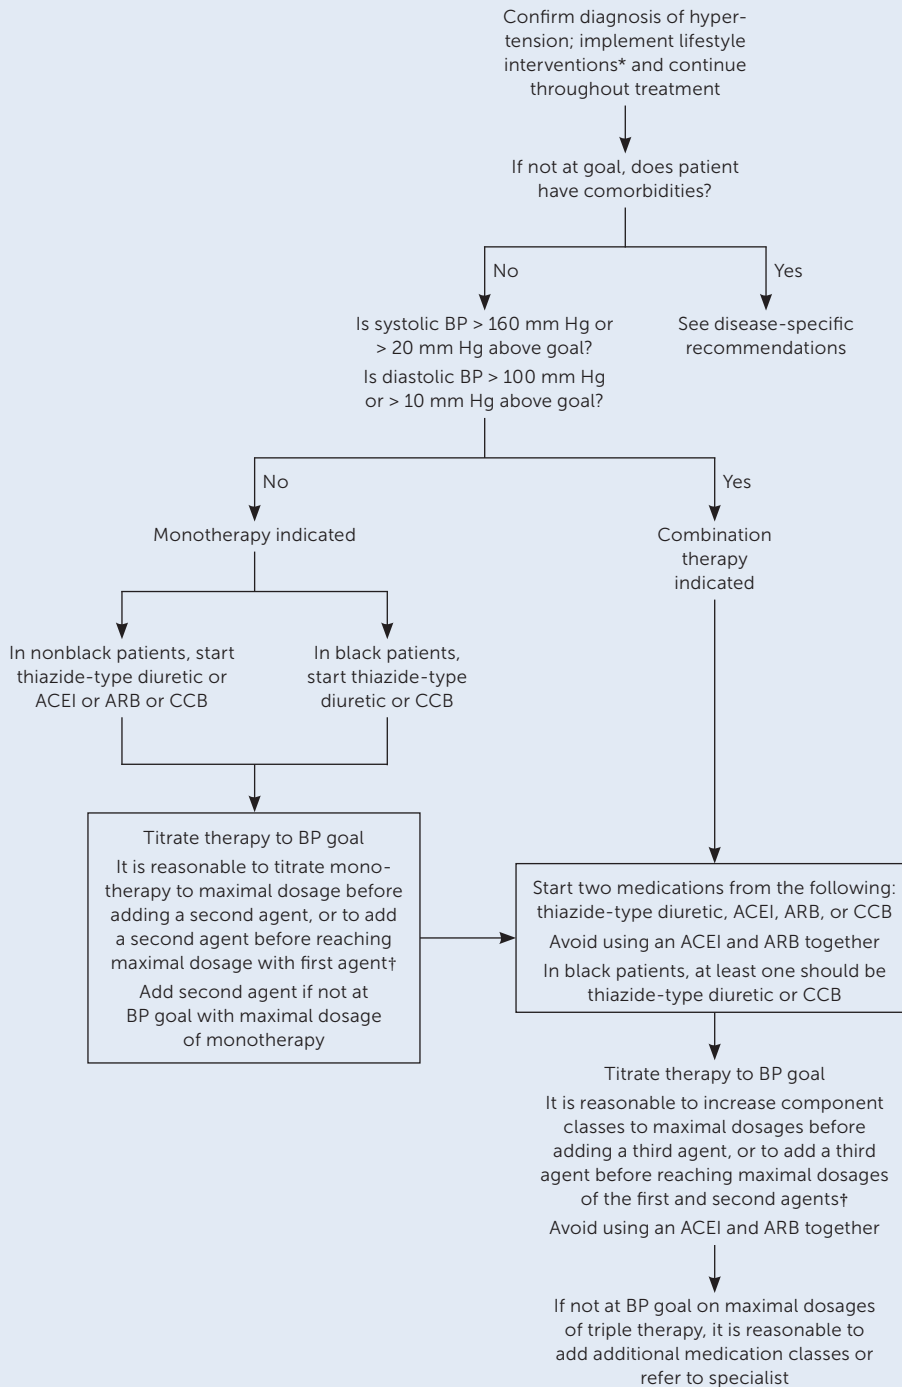 Confirm diagnosis of hyper-
tension; implement lifestyle
interventions* and continue
throughout treatment
If not at goal, does patient
have comorbidities?
No
Yes
Is systolic BP > 160 mm Hg or
> 20 mm Hg above goal?
Is diastolic BP > 100 mm Hg
or > 10 mm Hg above goal?
See disease-specific
recommendations
No
Yes
Monotherapy indicated
Combination
therapy
indicated
In nonblack patients, start
thiazide-type diuretic or
ACEI or ARB or CCB
In black patients,
start thiazide-type
diuretic or CCB
Titrate therapy to BP goal
It is reasonable to titrate mono-
therapy to maximal dosage before
adding a second agent, or to add
a second agent before reaching
maximal dosage with first agent†
Add second agent if not at
BP goal with maximal dosage
of monotherapy
Start two medications from the following:
thiazide-type diuretic, ACEI, ARB, or CCB
Avoid using an ACEI and ARB together
In black patients, at least one should be
thiazide-type diuretic or CCB
Titrate therapy to BP goal
It is reasonable to increase component
classes to maximal dosages before
adding a third agent, or to add a third
agent before reaching maximal dosages
of the first and second agents†
Avoid using an ACEI and ARB together
If not at BP goal on maximal dosages
of triple therapy, it is reasonable to
add additional medication classes or
refer to specialist